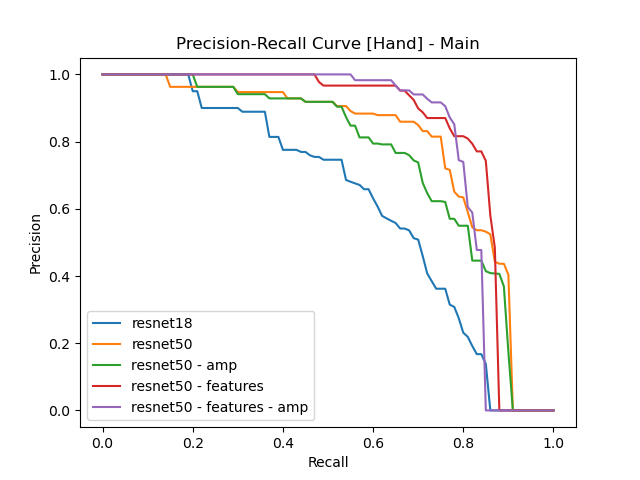 Precision-Recall Curve [Hand] - Main
1.0
0.8
0.6
0.4
0.2
0.0
Precision
resnet18
resnet50
resnet50 - amp
resnet50 - features
resnet50 - features - amp
0.0 0.2 0.4 0.6 0.8 1.0
Recall